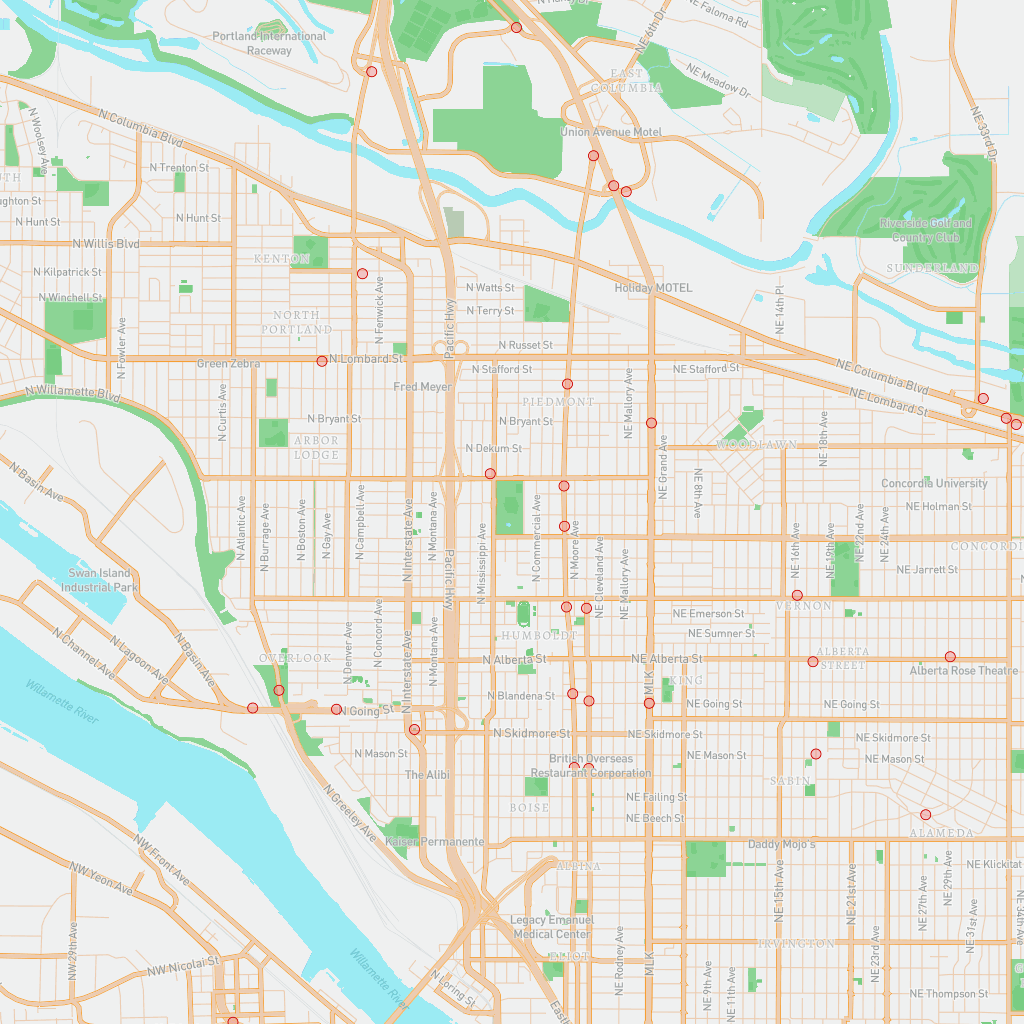 N Haney Dr
NE Faloma Rd
Portland International
Raceway
NE 6th Dr
NE Meadow Dr
EAST
COLUMBIA
N Columbia Blvd
N Woolsey Ave
Union Avenue Motel
NE 33rd Dr
N Trenton St
UTH
ughton St
N Hunt St
N Hunt St
Riverside Golf and
Country Club
N Willis Blvd
KENTON
SUNDERLAND
N Kilpatrick St
N Winchell St
N Watts St
Holiday MOTEL
NE 14th Pl
N Fenwick Ave
Pacific Hwy
N Terry St
NORTH
PORTLAND
N Fowler Ave
N Russet St
Green Zebra
N Lombard St
N Stafford St
NE Stafford St
NE Columbia Blvd
N Willamette Blvd
Fred Meyer
NE Lombard St
N Curtis Ave
PIEDMONT
NE Mallory Ave
N Bryant St
N Bryant St
NE 18th Ave
ARBOR
LODGE
N Dekum St
NE Grand Ave
WOODLAWN
N Basin Ave
NE 8th Ave
Concordia University
N Atlantic Ave
N Burrage Ave
N Boston Ave
N Gay Ave
N Campbell Ave
N Interstate Ave
N Montana Ave
N Commercial Ave
NE Holman St
N Mississippi Ave
N Moore Ave
NE Cleveland Ave
NE Mallory Ave
NE 16th Ave
NE 19th Ave
NE 22nd Ave
NE 24th Ave
CONCORDI
Swan Island
Industrial Park
Pacific Hwy
NE Jarrett St
N Concord Ave
N Denver Ave
N Interstate Ave
N Montana Ave
VERNON
NE Emerson St
N Channel Ave
N Lagoon Ave
N Basin Ave
HUMBOLDT
NE Sumner St
OVERLOOK
N Alberta St
NE Alberta St
ALBERTA
STREET
Alberta Rose Theatre
Willamette River
N Blandena St
MLK
KING
N Going St
NE Going St
NE Going St
N Skidmore St
NE Skidmore St
NE Skidmore St
N Mason St
NE Mason St
NE Mason St
British Overseas
Restaurant Corporation
The Alibi
SABIN
N Greeley Ave
NE Failing St
BOISE
NE Beech St
NW Front Ave
Kaiser Permanente
ALAMEDA
Daddy Mojo's
NW Yeon Ave
ALBINA
NE Klickitat
NE 15th Ave
NE 21st Ave
NE 27th Ave
NE 29th Ave
NE 31st Ave
NE 34th Ave
Legacy Emanuel
Medical Center
NW 29th Ave
NE Rodney Ave
IRVINGTON
NE 23rd Ave
ELIOT
MLK
NW Nicolai St
Willamette River
N Loring St
NE 9th Ave
NE 11th Ave
NE Thompson St